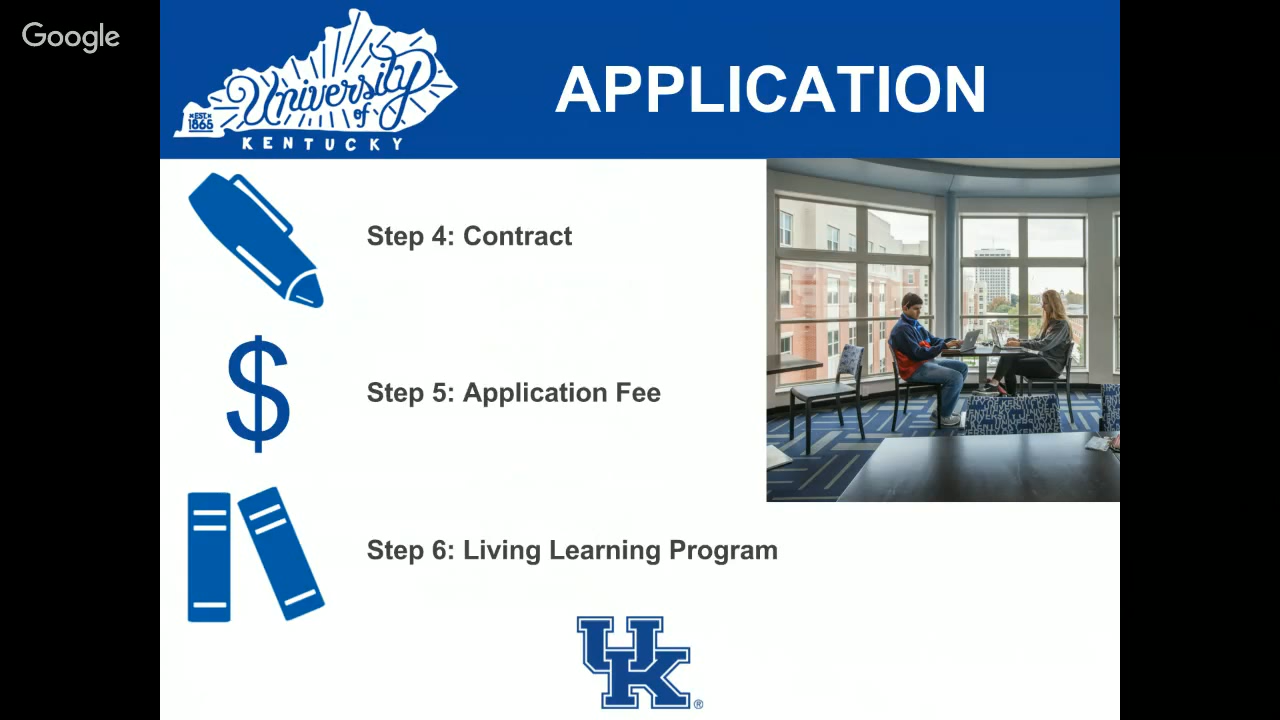 Google
University
of
KENTUCKY
EST.
1865
APPLICATION
Step 4: Contract
$
Step 5: Application Fee
Step 6: Living Learning Program
UK
®